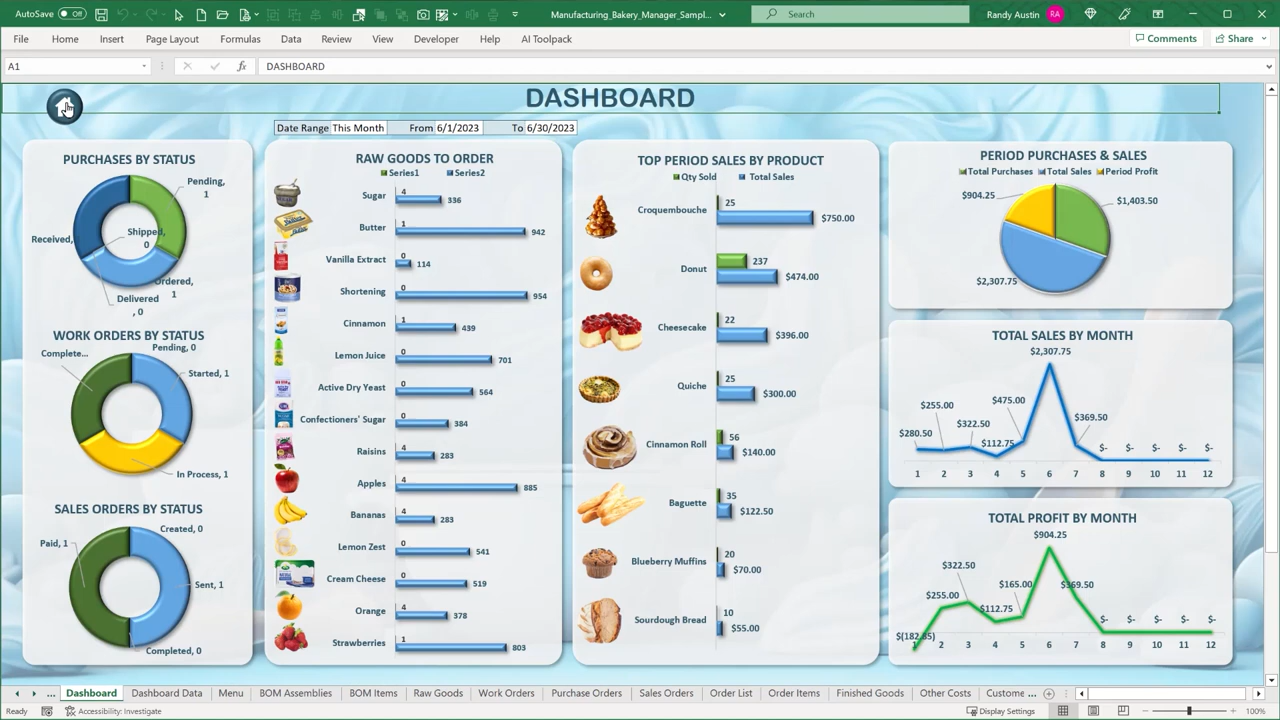 AutoSave Off
Manufacturing_Bakery_Manager_Sampl...
Search
Randy Austin RA
File Home Insert Page Layout Formulas Data Review View Developer Help AI Toolpack
Comments Share
A1 fx DASHBOARD
DASHBOARD
Date Range This Month From 6/1/2023 To 6/30/2023
PURCHASES BY STATUS
Pending, 1
Shipped, 0
Received,
Ordered, 1
Delivered, 0
WORK ORDERS BY STATUS
Complete...
Pending, 0
Started, 1
In Process, 1
SALES ORDERS BY STATUS
Created, 0
Paid, 1
Sent, 1
Completed, 0
RAW GOODS TO ORDER
Series1 Series2
Sugar 4 336
Butter 1 942
Vanilla Extract 0 114
Shortening 0 954
Cinnamon 1 439
Lemon Juice 0 701
Active Dry Yeast 0 564
Confectioners' Sugar 0 384
Raisins 4 283
Apples 4 885
Bananas 4 283
Lemon Zest 0 541
Cream Cheese 0 519
Orange 4 378
Strawberries 1 803
TOP PERIOD SALES BY PRODUCT
Qty Sold Total Sales
Croquembouche 25 $750.00
Donut 237 $474.00
Cheesecake 22 $396.00
Quiche 25 $300.00
Cinnamon Roll 56 $140.00
Baguette 35 $122.50
Blueberry Muffins 20 $70.00
Sourdough Bread 10 $55.00
PERIOD PURCHASES & SALES
Total Purchases Total Sales Period Profit
$904.25
$1,403.50
$2,307.75
TOTAL SALES BY MONTH
$2,307.75
$280.50 $255.00 $322.50 $112.75 $475.00 $369.50 $- $- $- $- $-
1 2 3 4 5 6 7 8 9 10 11 12
TOTAL PROFIT BY MONTH
$904.25
$255.00 $322.50 $112.75 $165.00 $369.50 $- $- $- $- $-
1 2 3 4 5 6 7 8 9 10 11 12
... Dashboard Dashboard Data Menu BOM Assemblies BOM Items Raw Goods Work Orders Purchase Orders Sales Orders Order List Order Items Finished Goods Other Costs Custome ...
Ready Accessibility: Investigate Display Settings 100%